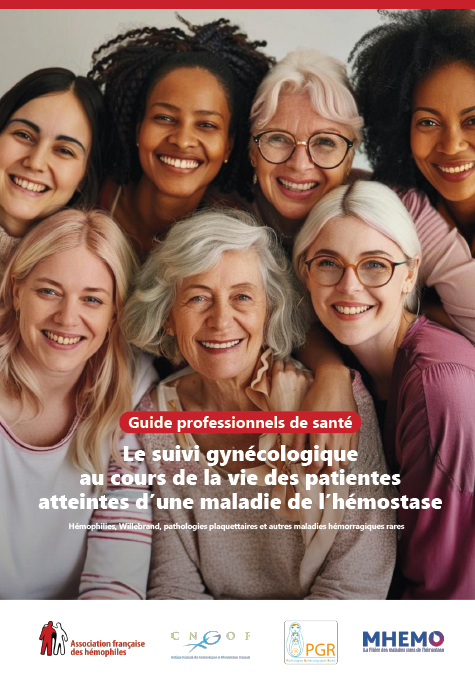 Guide professionnels de santé
Le suivi gynécologique
au cours de la vie des patientes
atteintes d'une maladie de l'hémostase
Hémophilies, Willebrand, pathologies plaquettaires et autres maladies hémorragiques rares
Association française
des hémophiles
CNGOF
PGR
MHEMO
La filière des maladies rares de l'hémostase